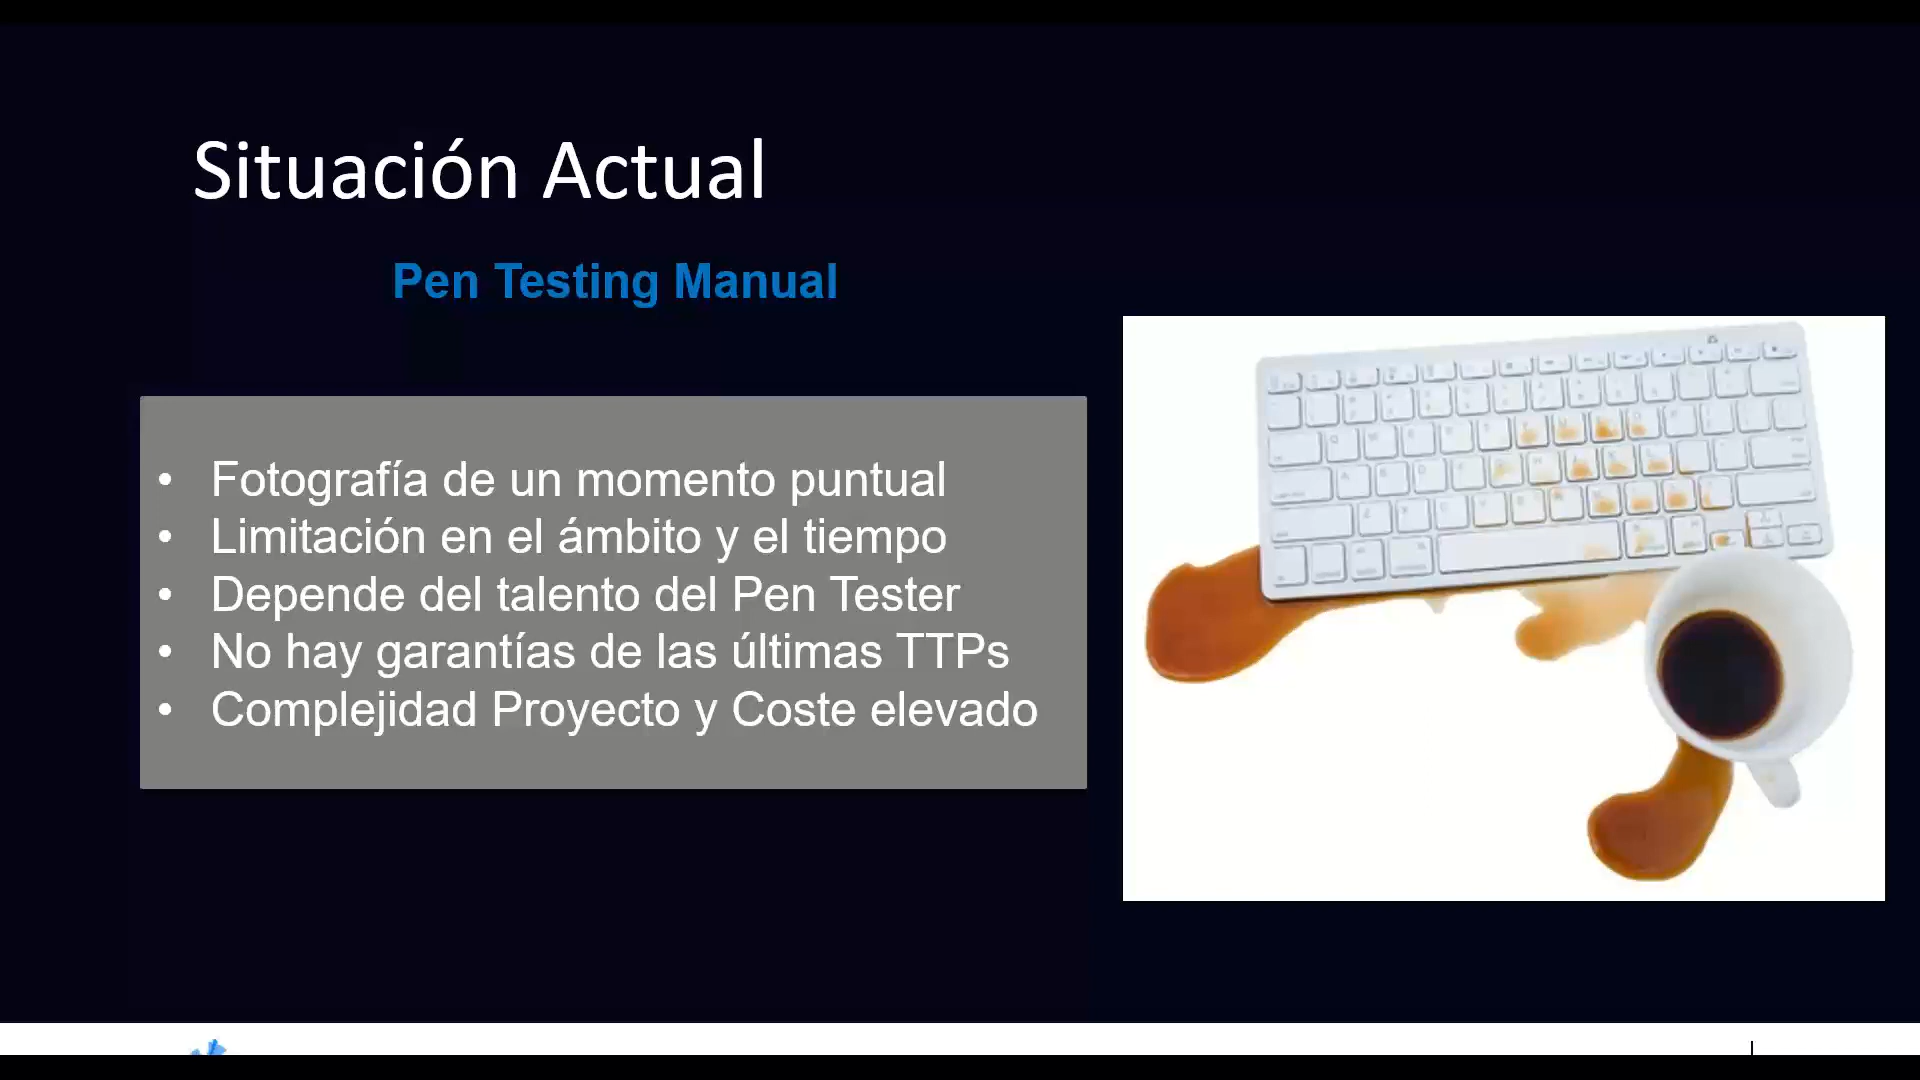 Situación Actual
Pen Testing Manual
• Fotografía de un momento puntual
• Limitación en el ámbito y el tiempo
• Depende del talento del Pen Tester
• No hay garantías de las últimas TTPs
• Complejidad Proyecto y Coste elevado